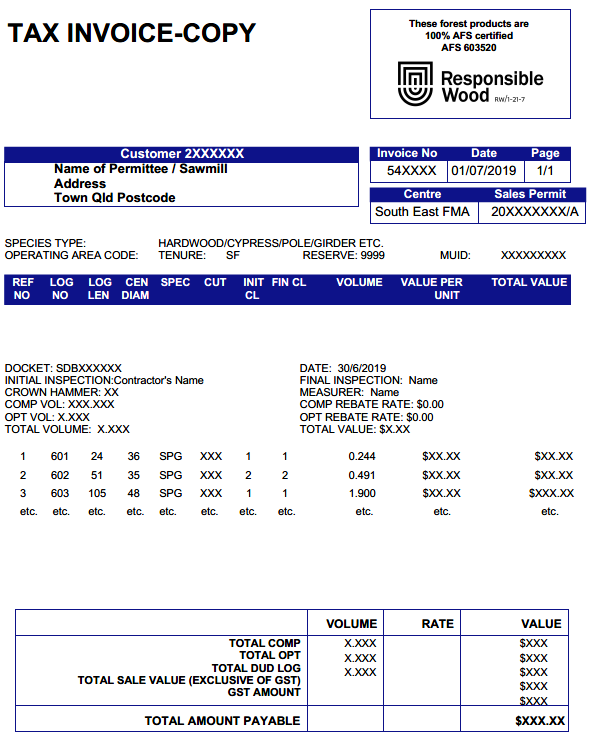 TAX INVOICE-COPY
These forest products are
100% AFS certified
AFS 603520
Responsible
Wood RW/1-21-7
Customer 2XXXXXX
Name of Permittee / Sawmill
Address
Town Qld Postcode
Invoice No Date Page
54XXXX 01/07/2019 1/1
Centre Sales Permit
South East FMA 20XXXXXXX/A
SPECIES TYPE: HARDWOOD/CYPRESS/POLE/GIRDER ETC.
OPERATING AREA CODE: TENURE: SF RESERVE: 9999 MUID: XXXXXXXXX
REF LOG LOG CEN SPEC CUT INIT FIN CL VOLUME VALUE PER TOTAL VALUE
NO NO LEN DIAM CL UNIT
DOCKET: SDBXXXXXX DATE: 30/6/2019
INITIAL INSPECTION:Contractor's Name FINAL INSPECTION: Name
CROWN HAMMER: XX MEASURER: Name
COMP VOL: XXX.XXX COMP REBATE RATE: $0.00
OPT VOL: X.XXX OPT REBATE RATE: $0.00
TOTAL VOLUME: X.XXX TOTAL VALUE: $X.XX
1 601 24 36 SPG XXX 1 1 0.244 $XX.XX $XX.XX
2 602 51 35 SPG XXX 2 2 0.491 $XX.XX $XX.XX
3 603 105 48 SPG XXX 1 1 1.900 $XX.XX $XXX.XX
etc. etc. etc. etc. etc. etc. etc. etc. etc. etc. etc.
VOLUME RATE VALUE
TOTAL COMP X.XXX $XXX
TOTAL OPT X.XXX $XXX
TOTAL DUD LOG X.XXX $XXX
TOTAL SALE VALUE (EXCLUSIVE OF GST) $XXX
GST AMOUNT $XXX
TOTAL AMOUNT PAYABLE $XXX.XX